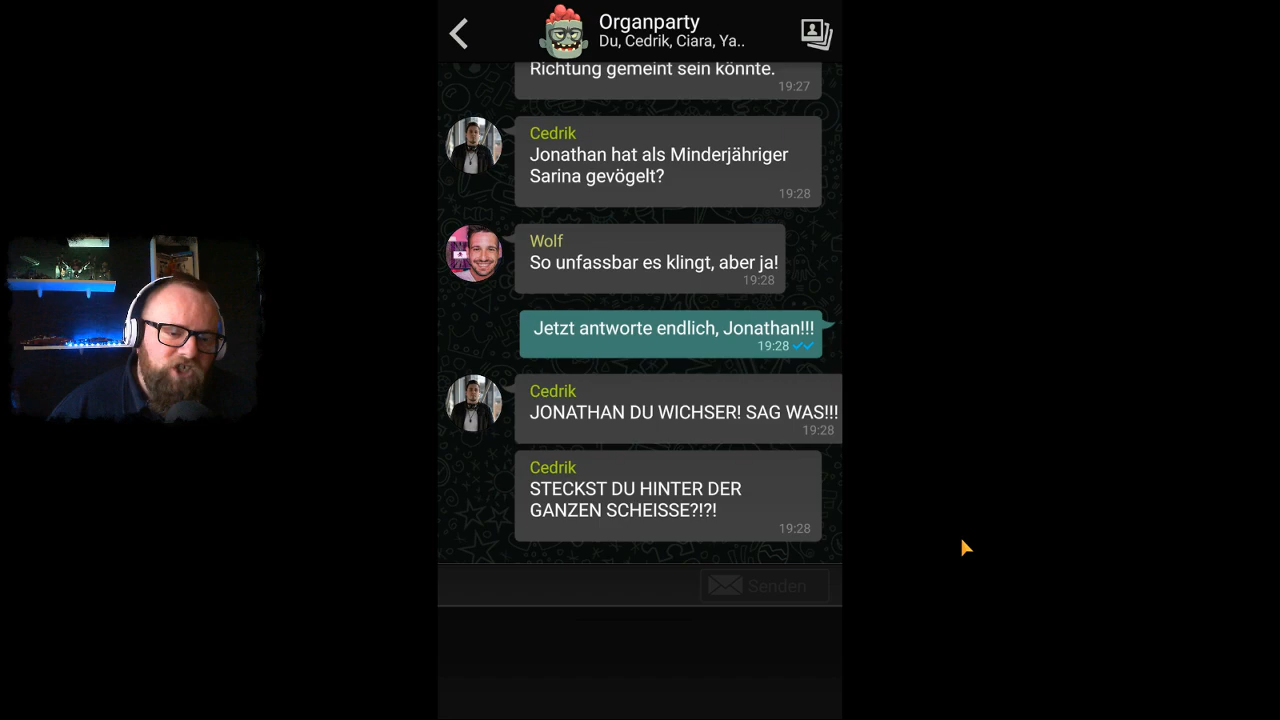 Organparty
Du, Cedrik, Ciara, Ya..
Richtung gemeint sein könnte.
19:27
Cedrik
Jonathan hat als Minderjähriger
Sarina gevögelt?
19:28
Wolf
So unfassbar es klingt, aber ja!
19:28
Jetzt antworte endlich, Jonathan!!!
19:28
Cedrik
JONATHAN DU WICHSER! SAG WAS!!!
19:28
Cedrik
STECKST DU HINTER DER
GANZEN SCHEISSE?!?!
19:28
Senden